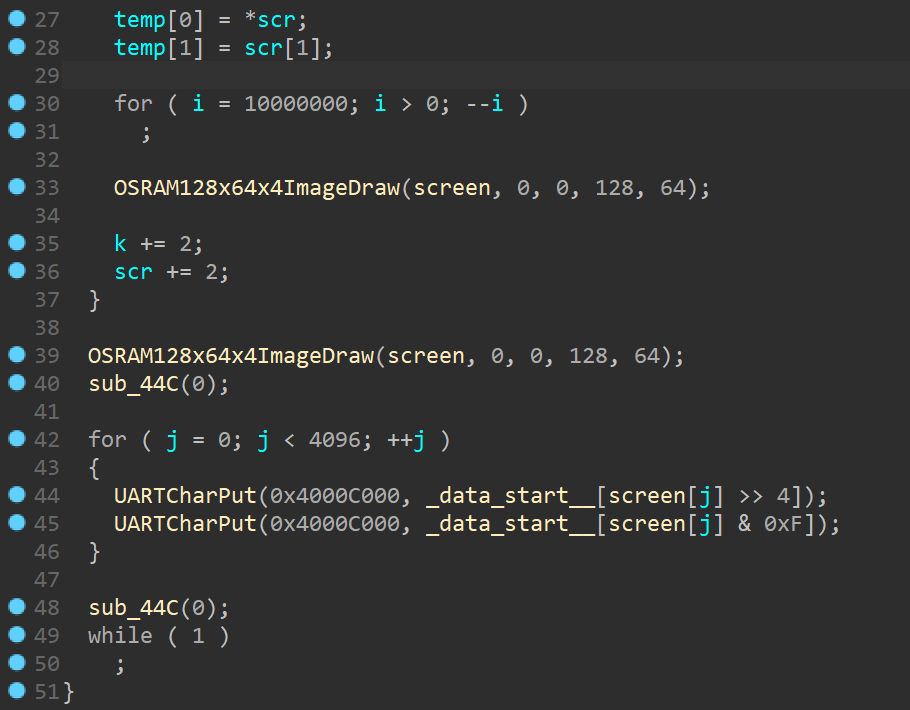 27 temp[0] = *scr;
28 temp[1] = scr[1];
29
30 for ( i = 10000000; i > 0; --i )
31 ;
32
33 OSRAM128x64x4ImageDraw(screen, 0, 0, 128, 64);
34
35 k += 2;
36 scr += 2;
37 }
38
39 OSRAM128x64x4ImageDraw(screen, 0, 0, 128, 64);
40 sub_44C(0);
41
42 for ( j = 0; j < 4096; ++j )
43 {
44 UARTCharPut(0x4000C000, _data_start__[screen[j] >> 4]);
45 UARTCharPut(0x4000C000, _data_start__[screen[j] & 0xF]);
46 }
47
48 sub_44C(0);
49 while ( 1 )
50 ;
51 }